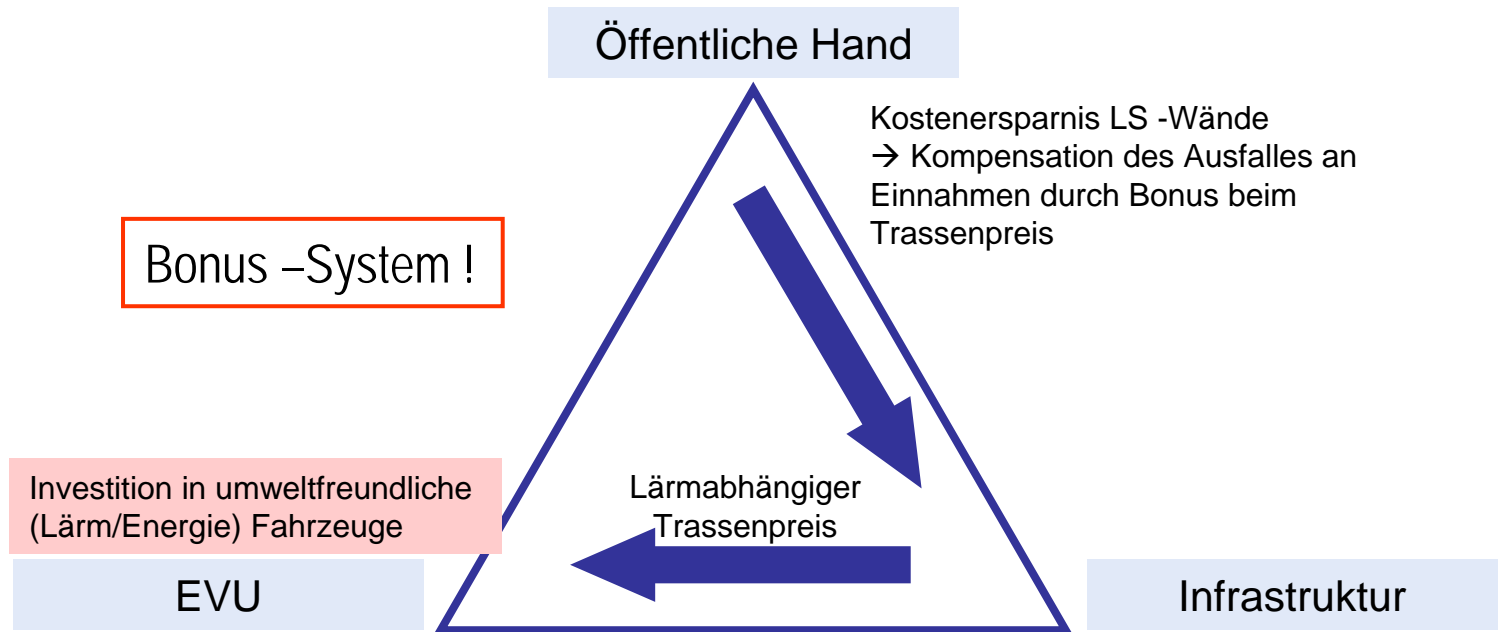 Öffentliche Hand
Kostenersparnis LS -Wände
→ Kompensation des Ausfalles an
Einnahmen durch Bonus beim
Trassenpreis
Bonus –System !
Investition in umweltfreundliche
(Lärm/Energie) Fahrzeuge
Lärmabhängiger
Trassenpreis
EVU
Infrastruktur